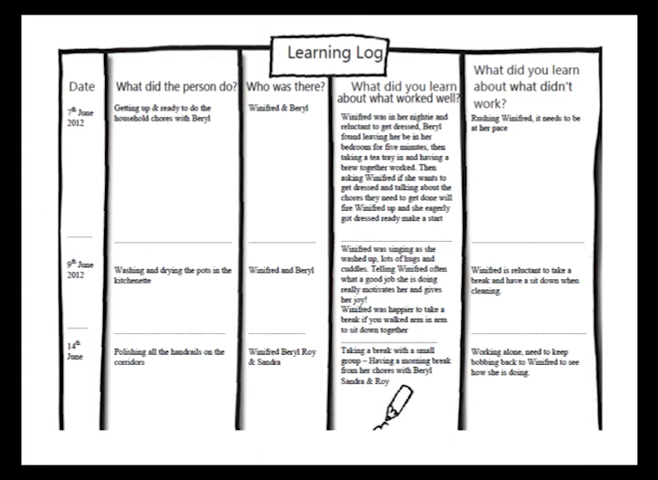 Learning Log
Date
What did the person do?
Who was there?
What did you learn
about what worked well?
What did you learn
about what didn't
work?
7th June
2012
Getting up & ready to do the
household chores with Beryl
Winifred & Beryl
Winifred was in her nightie and
reluctant to get dressed, Beryl
found leaving her be in her
bedroom for five minutes, then
taking a tea tray in and having a
brew together worked. Then
asking Winifred if she wants to
get dressed and talking about the
chores they need to get done will
fire Winifred up and she eagerly
got dressed ready make a start
Rushing Winifred, it needs to be
at her pace
9th June
2012
Washing and drying the pots in the
kitchenette
Winifred and Beryl
Winifred was singing as she
washed up, lots of hugs and
cuddles. Telling Winifred often
what a good job she is doing
really motivates her and gives
her joy!
Winifred was happier to take a
break if you walked arm in arm
to sit down together
Winifred is reluctant to take a
break and have a sit down when
cleaning.
14th
June
Polishing all the handrails on the
corridors
Winifred Beryl Roy
& Sandra
Taking a break with a small
group – Having a morning break
from her chores with Beryl
Sandra & Roy
Working alone, need to keep
bobbing back to Winifred to see
how she is doing.